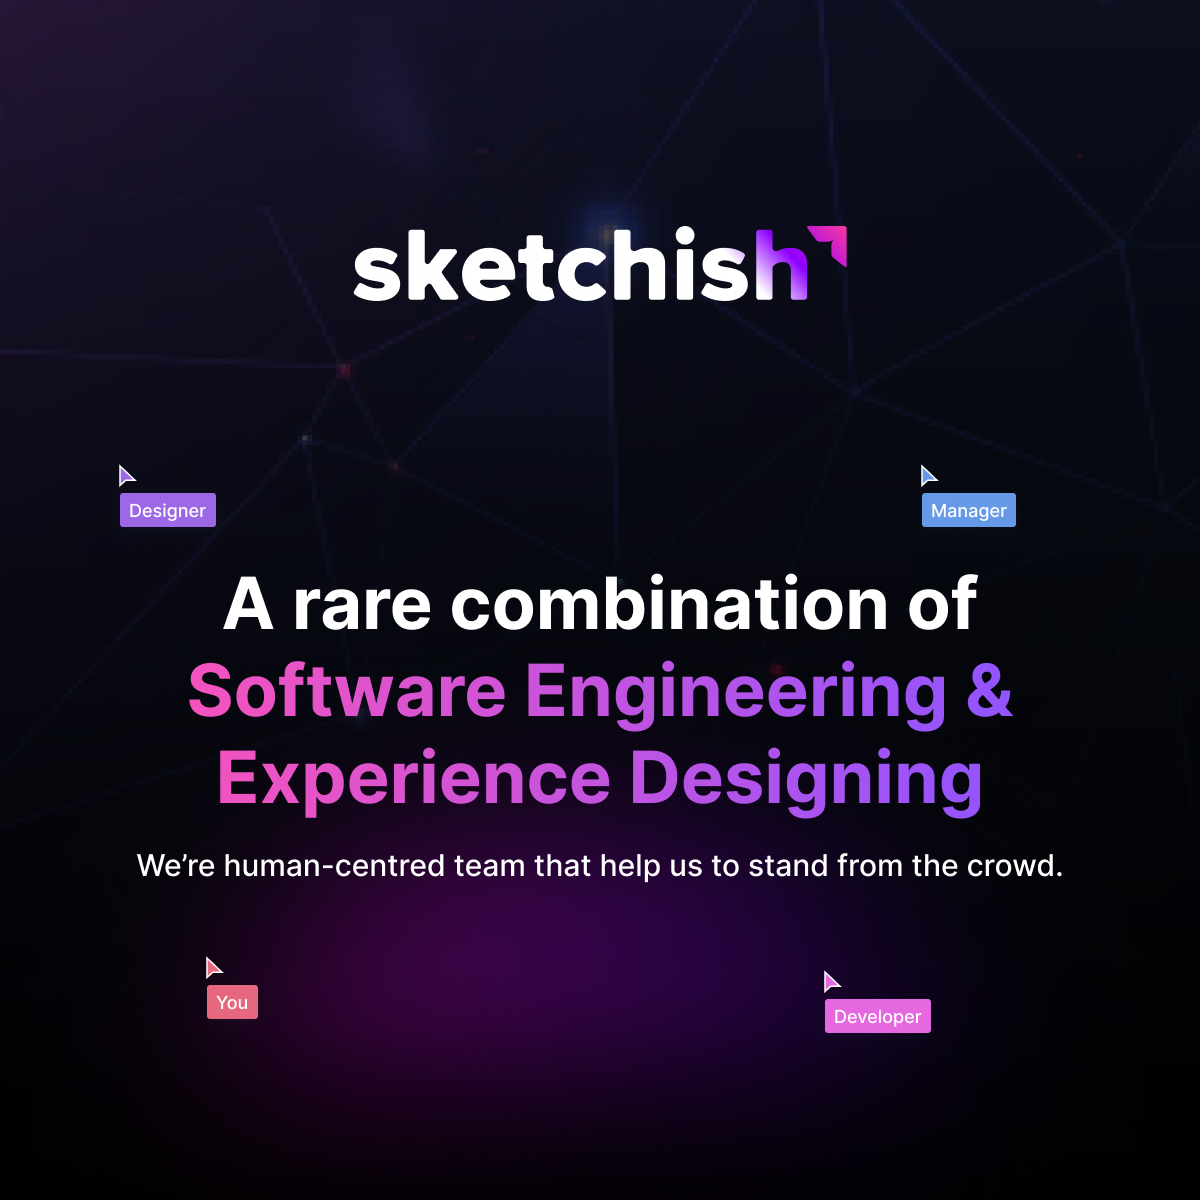 sketchish
Designer
Manager
A rare combination of
Software Engineering &
Experience Designing
We’re human-centred team that help us to stand from the crowd.
You
Developer